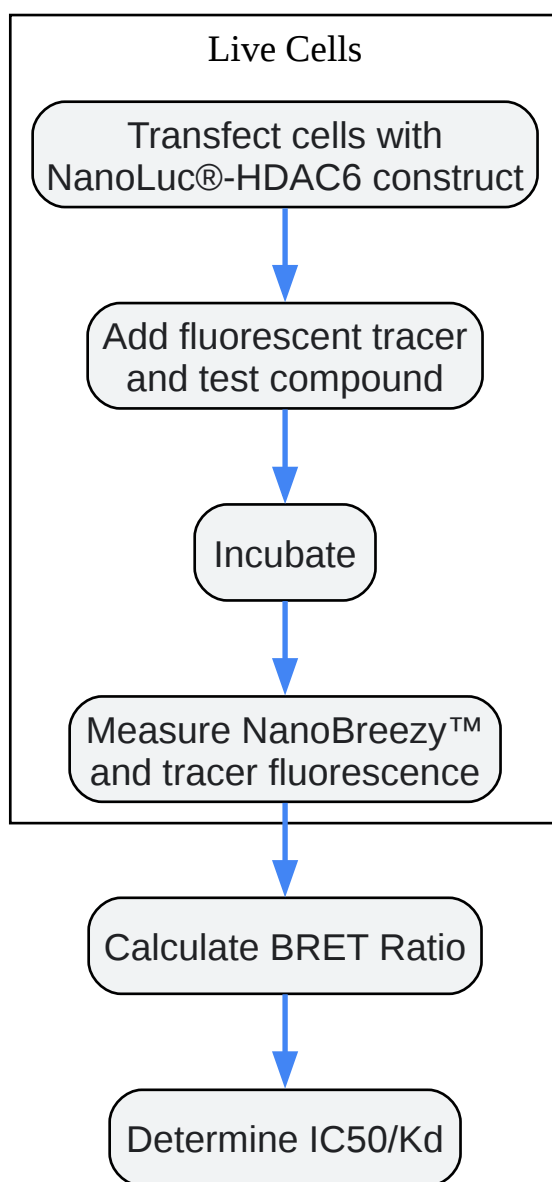 Live Cells
Transfect cells with
NanoLuc®-HDAC6 construct
Add fluorescent tracer
and test compound
Incubate
Measure NanoBreezy™
and tracer fluorescence
Calculate BRET Ratio
Determine IC50/Kd